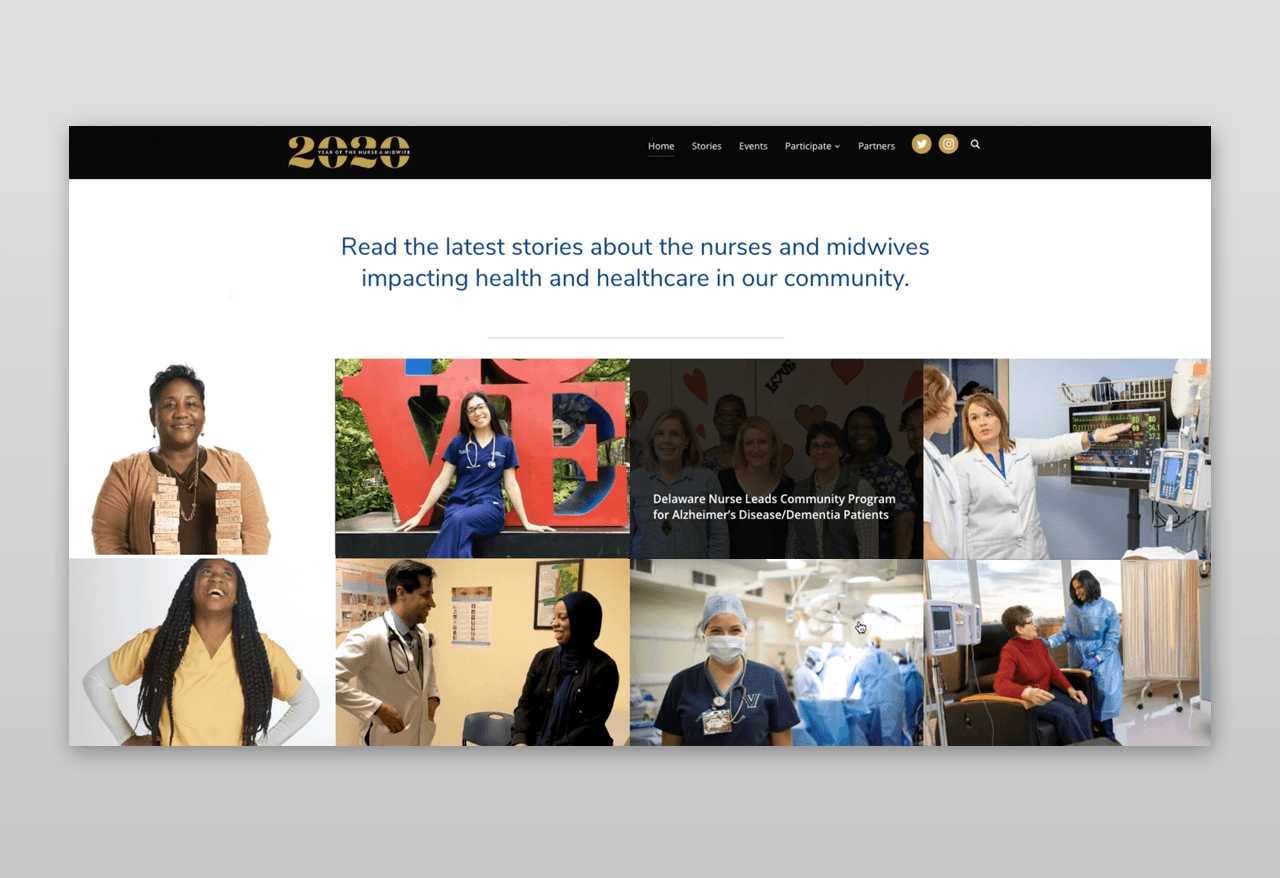 2020
YEAR OF THE NURSE & MIDWIFE
Home Stories Events Participate Partners
Read the latest stories about the nurses and midwives
impacting health and healthcare in our community.
Delaware Nurse Leads Community Program
for Alzheimer's Disease/Dementia Patients